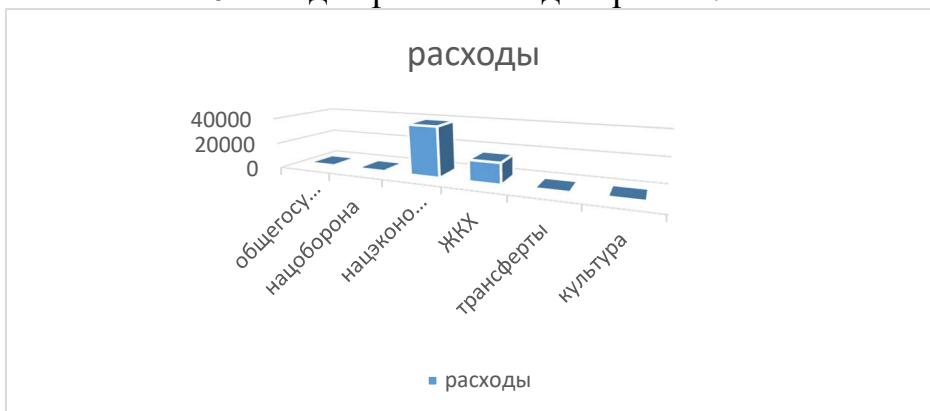 расходы
40000
20000
0
общегосу...
нацоборона
нацэконо...
ЖКХ
трансферты
культура
расходы